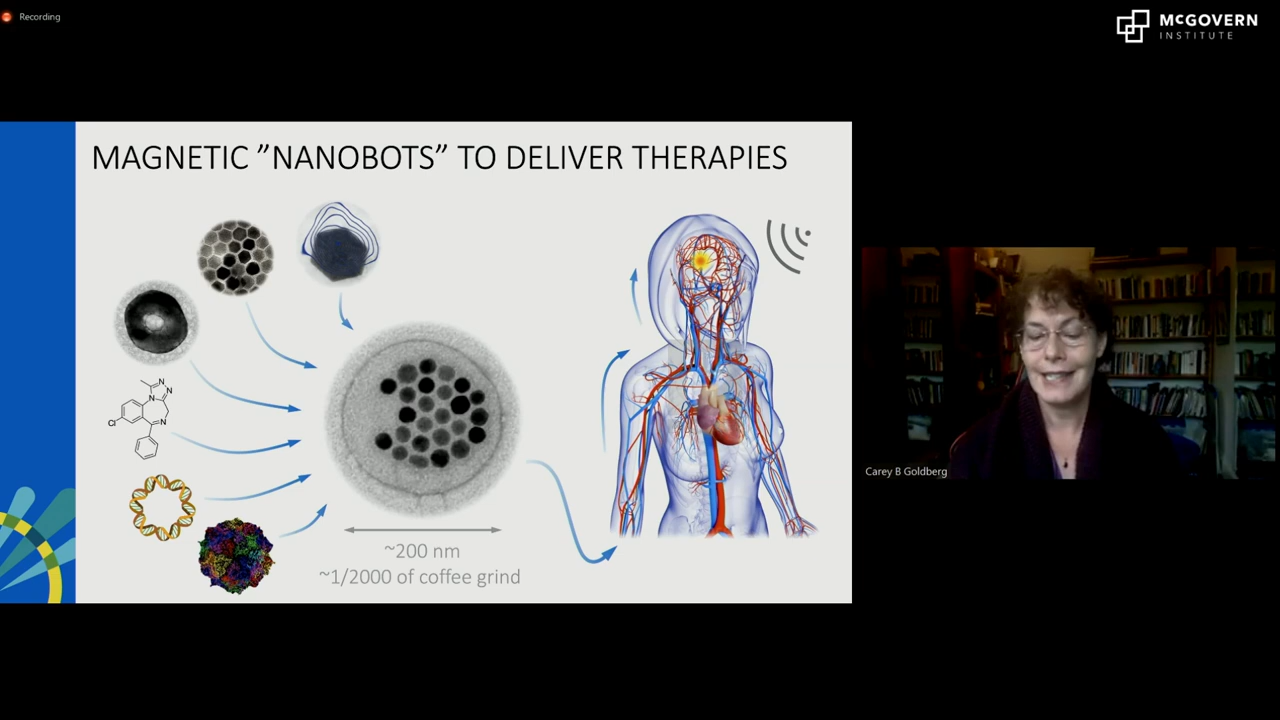 Recording
McGOVERN
INSTITUTE
MAGNETIC ”NANOBOTS” TO DELIVER THERAPIES
N
N
N
Cl
N
~200 nm
~1/2000 of coffee grind
Carey B Goldberg